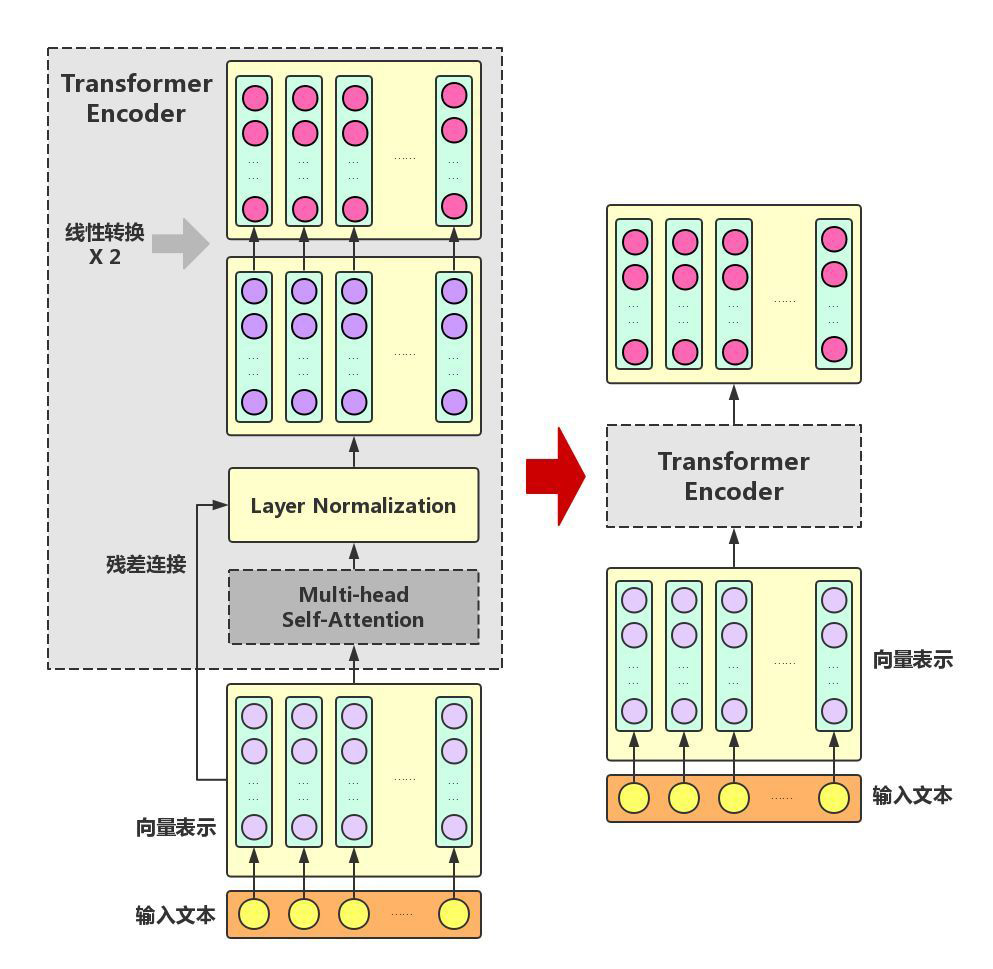 Transformer
Encoder
线性转换
X 2
Layer Normalization
残差连接
Multi-head
Self-Attention
向量表示
输入文本
Transformer
Encoder
向量表示
输入文本